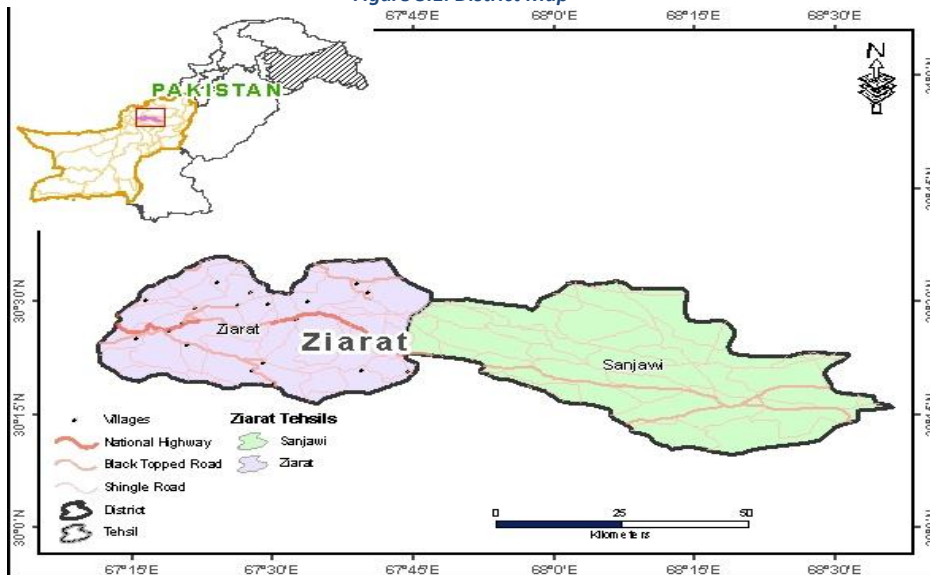 67°45'E 68°0'E 68°15'E 68°30'E
N
PAKISTAN
30°30'N
Ziarat
Ziarat
Sanjawi
30°15'N
Villages
National Highway
Black Topped Road
Shingle Road
District
Tehsil
Ziarat Tehsils
Sanjawi
Ziarat
0 25 50
Kilometers
30°0'N
67°15'E 67°30'E 67°45'E 68°0'E 68°15'E 68°30'E